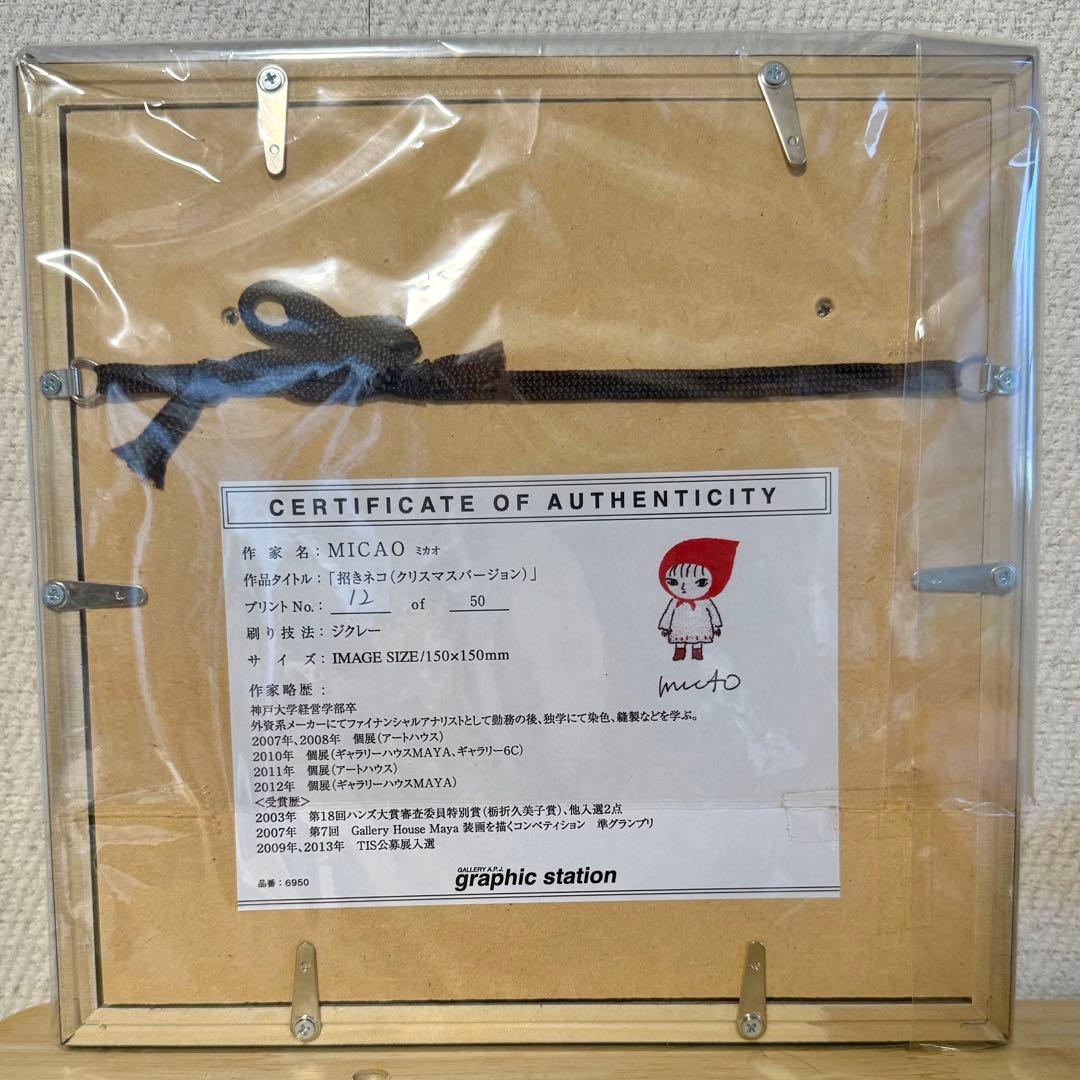 CERTIFICATE OF AUTHENTICITY
作 家 名：MICAO ミカオ
作品タイトル：「招きネコ（クリスマスバージョン）」
プリントNo.： 12 of 50
刷り技法：ジクレー
サ イ ズ：IMAGE SIZE/150×150mm
micAO
作家略歴：
神戸大学経営学部卒
外資系メーカーにてファイナンシャルアナリストとして勤務の後、独学にて染色、縫製などを学ぶ。
2007年、2008年 個展（アートハウス）
2010年 個展（ギャラリーハウスMAYA、ギャラリー6C）
2011年 個展（アートハウス）
2012年 個展（ギャラリーハウスMAYA）
＜受賞歴＞
2003年 第18回ハンズ大賞審査委員特別賞（栃折久美子賞）、他入選2点
2007年 第7回 Gallery House Maya 装画を描くコンペティション 準グランプリ
2009年、2013年 TIS公募展入選
GALLERY A.P.J.
graphic station
品番：6950